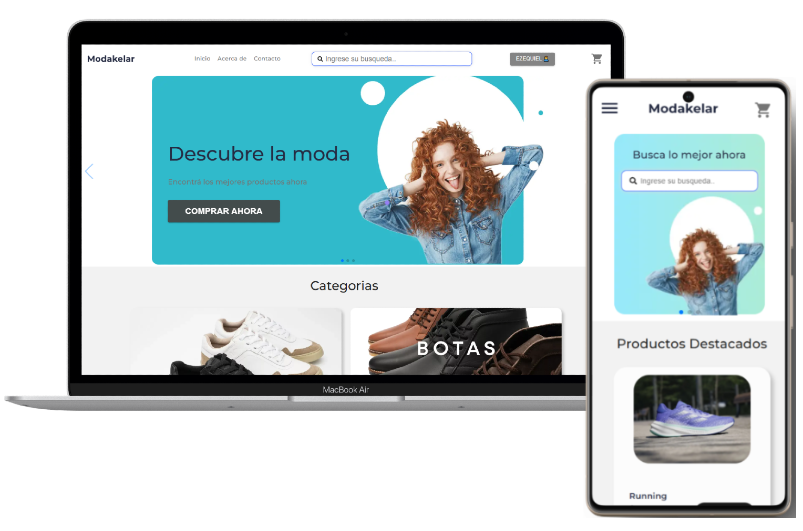 Modakelar
Inicio Acerca de Contacto
Ingrese su busqueda..
EZEQUIEL
Descubre la moda
Encontrá los mejores productos ahora
COMPRAR AHORA
Categorias
BOTAS
MacBook Air
Modakelar
Busca lo mejor ahora
Ingrese su busqueda..
Productos Destacados
Running